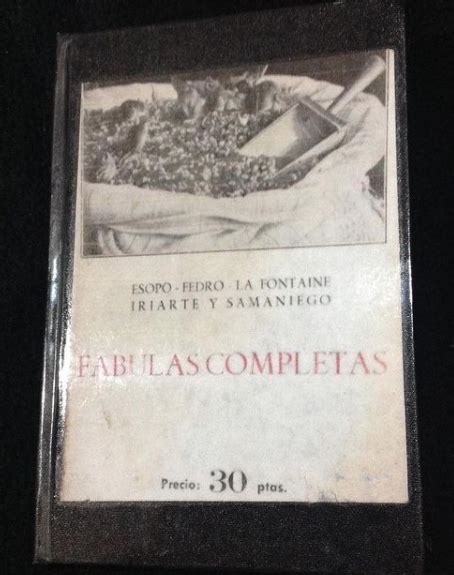 ESOPO - FEDRO - LA FONTAINE
IRIARTE Y SAMANIEGO
FABULAS COMPLETAS
Precio: 30 ptas.